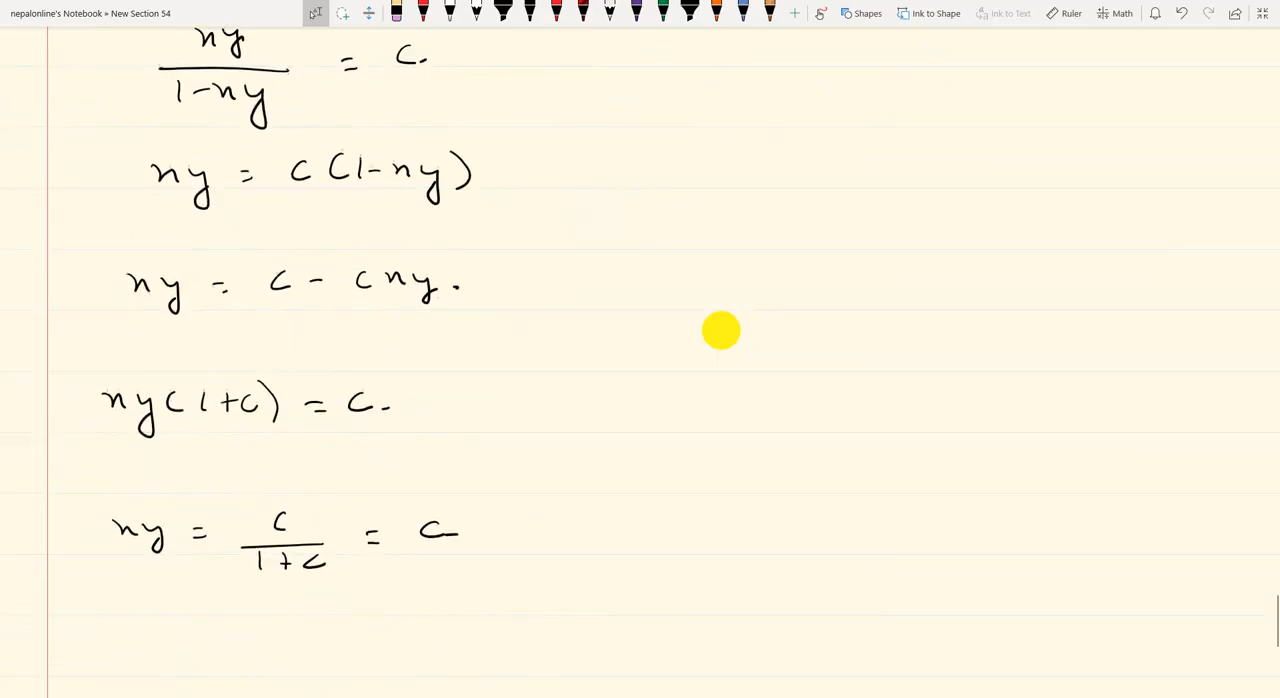 nepalonline's Notebook » New Section 54
Shapes Ink to Shape Ink to Text Ruler Math
xy / 1-xy = c.
xy = c (1-xy)
xy = c - cxy.
xy(1+c) = c.
xy = c / 1+c = c